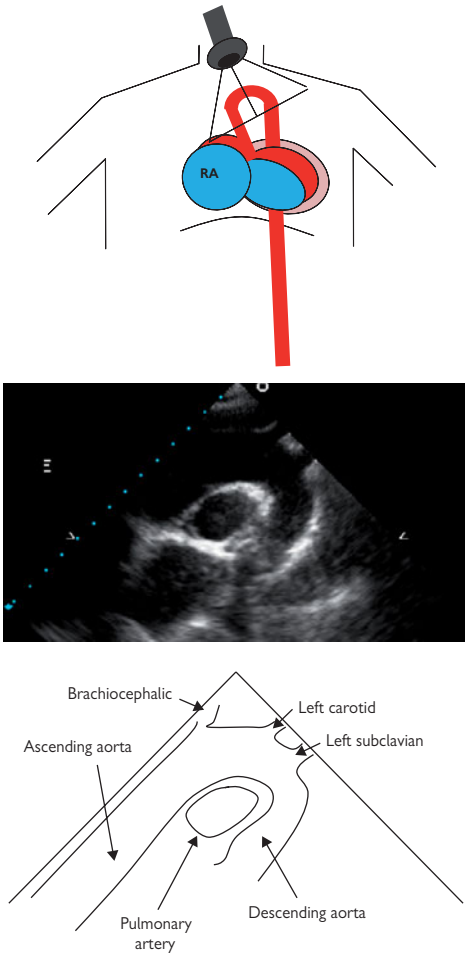 RA
Brachiocephalic
Left carotid
Ascending aorta
Left subclavian
Descending aorta
Pulmonary
artery